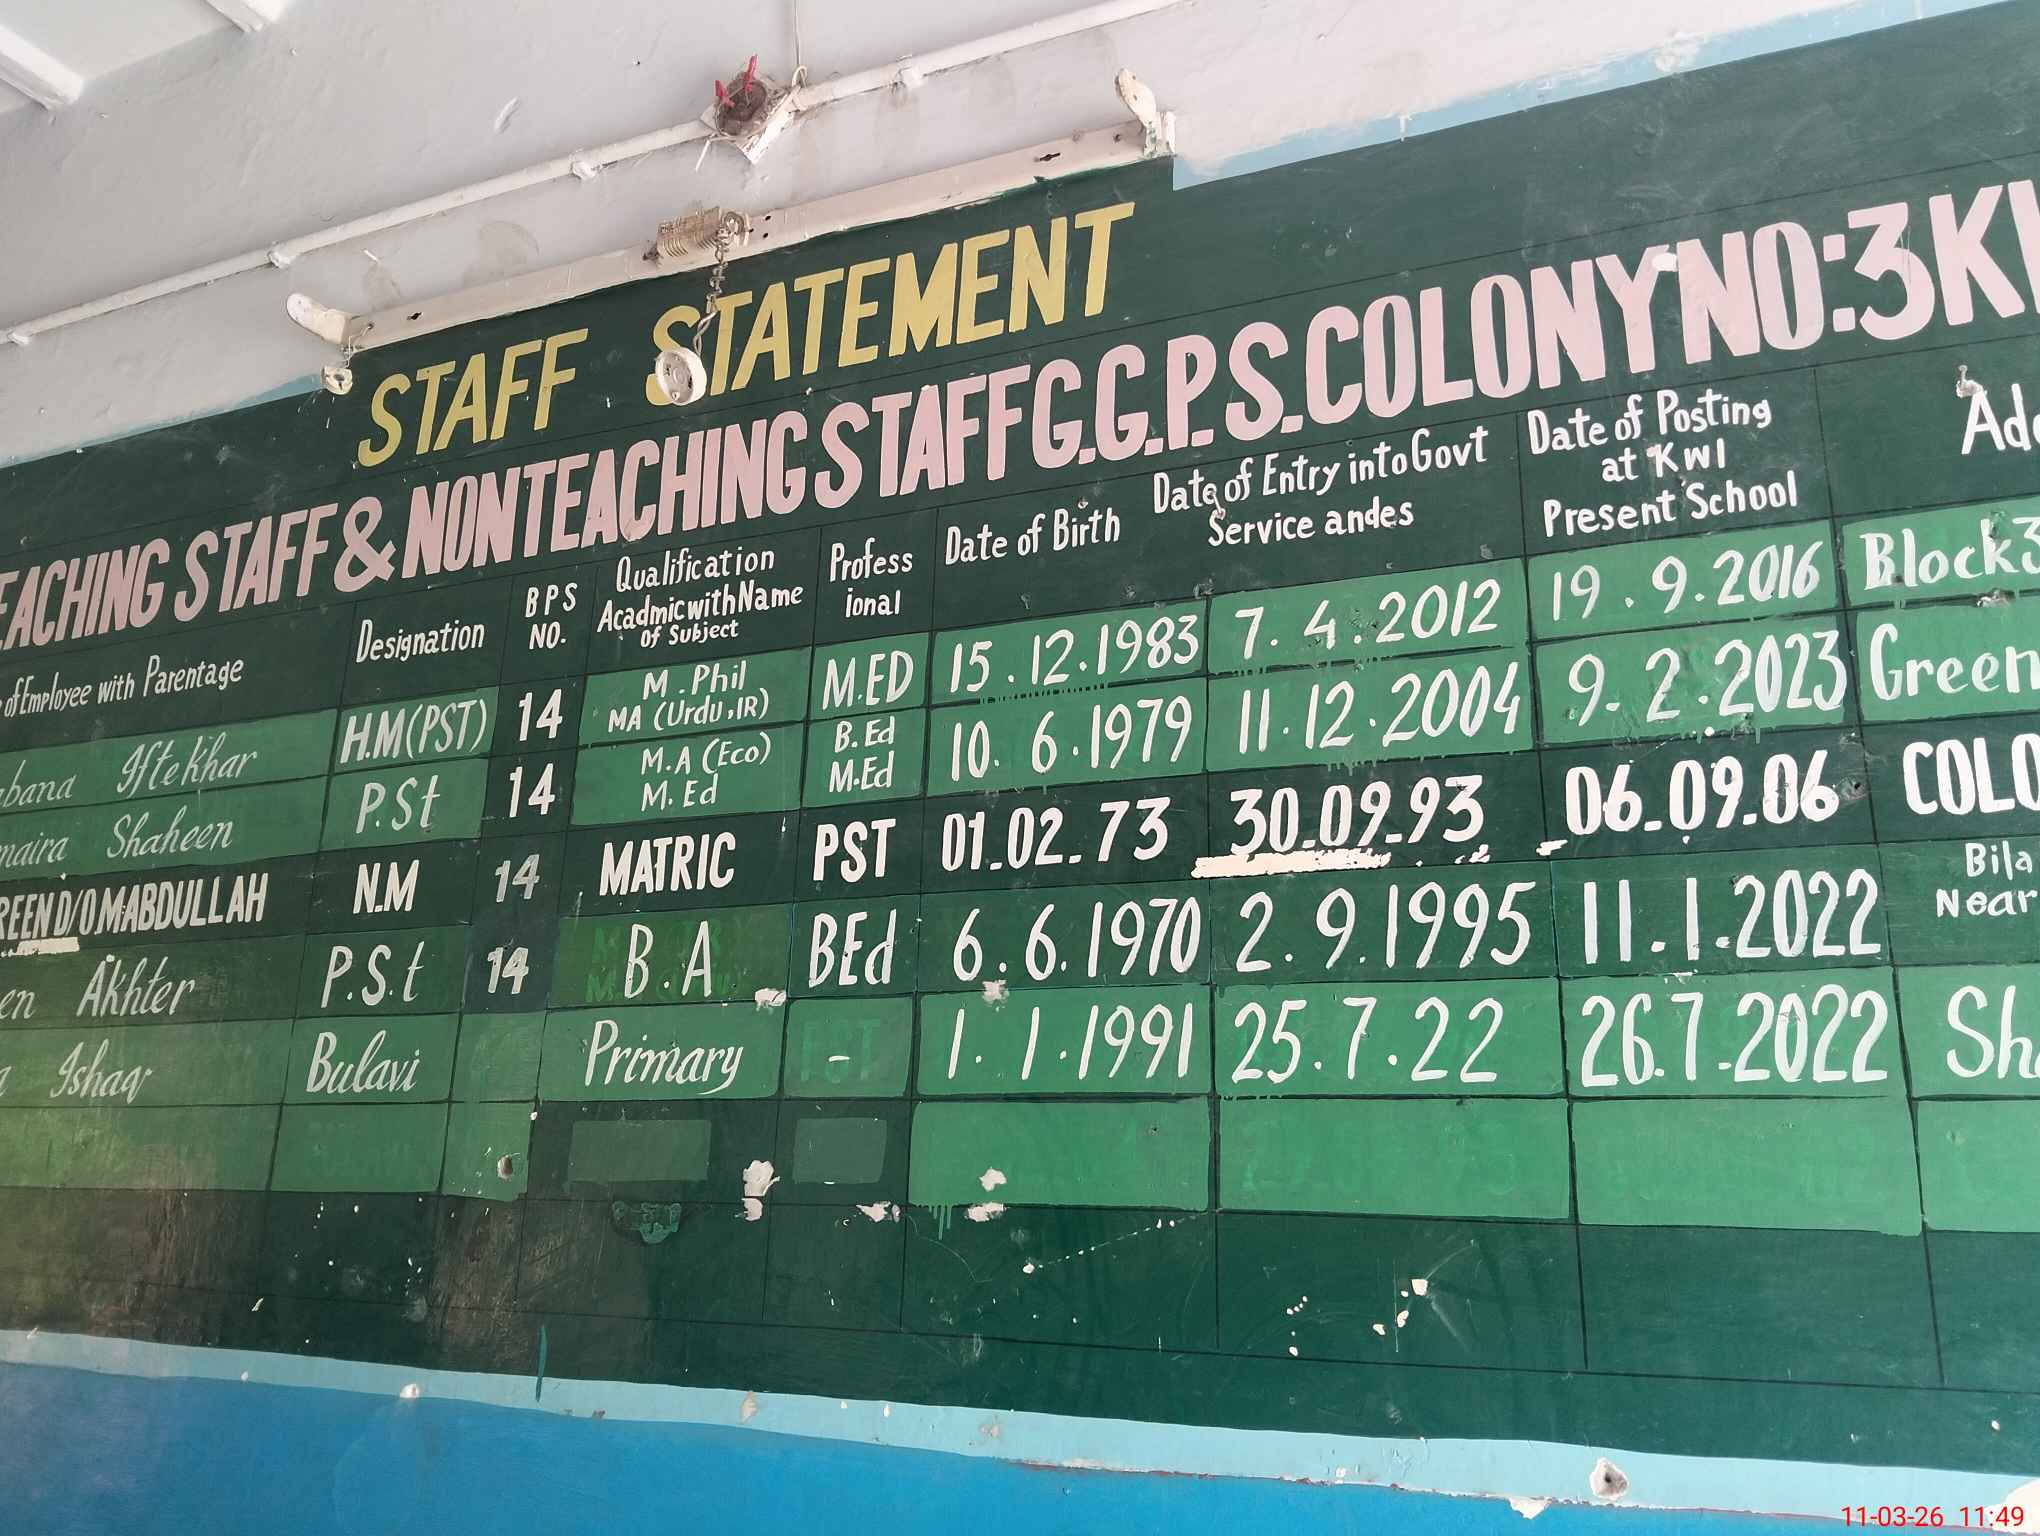 STAFF STATEMENT
TEACHING STAFF & NONTEACHING STAFF G.G.P.S. COLONY NO:3 KW
of Employee with Parentage Designation BPS NO. Qualification Acadmic with Name of Subject Profess ional Date of Birth Date of Entry into Govt Service andes Date of Posting at KWI Present School
Iftekhar H.M(PST) 14 M.Phil MA (Urdu,IR) M.ED 15.12.1983 7.4.2012 19.9.2016 Block3
Shaheen P.St 14 M.A (Eco) M.Ed B.Ed M.Ed 10.6.1979 11.12.2004 9.2.2023 Green
REEN D/O.M.ABDULLAH N.M 14 MATRIC PST 01.02.73 30.09.93 06.09.06 COLO
en Akhter P.S.t 14 B.A BEd 6.6.1970 2.9.1995 11.1.2022 Bila Near
Ishaq Bulavi Primary - 1.1.1991 25.7.22 26.7.2022 Sh
11-03-26 11:49